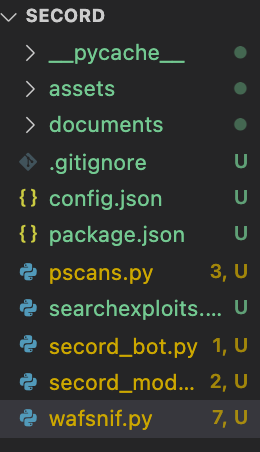 SECORD
__pycache__
assets
documents
.gitignore U
{} config.json U
{} package.json U
pscans.py 3, U
searchexploits.... U
secord_bot.py 1, U
secord_mod... 2, U
wafsnif.py 7, U